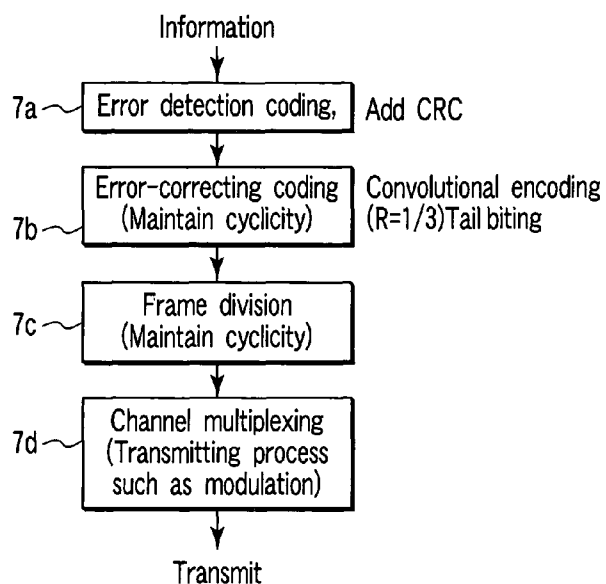 Information
7a Error detection coding, Add CRC
7b Error-correcting coding Convolutional encoding
(Maintain cyclicity) (R=1/3)Tail biting
7c Frame division
(Maintain cyclicity)
7d Channel multiplexing
(Transmitting process
such as modulation)
Transmit